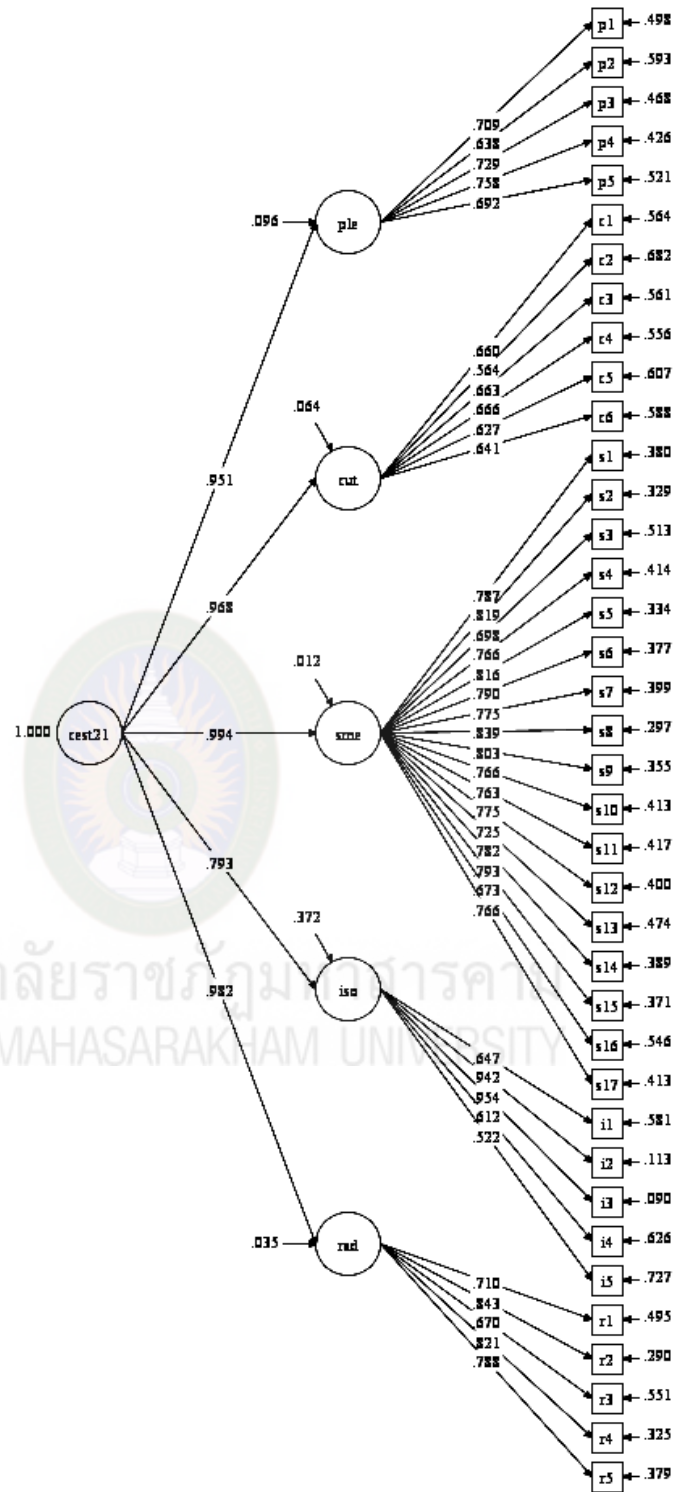 p1 .498
p2 .593
p3 .468
p4 .426
p5 .521
.709
.638
.729
.758
.692
.096 ple
c1 .564
c2 .682
c3 .561
c4 .556
c5 .607
c6 .588
.660
.564
.663
.666
.627
.641
.064
cut
.951
.968
s1 .380
s2 .329
s3 .513
s4 .414
s5 .334
s6 .377
s7 .399
s8 .297
s9 .355
s10 .413
s11 .417
s12 .400
s13 .474
s14 .389
s15 .371
s16 .546
s17 .413
.787
.819
.698
.766
.816
.790
.775
.839
.803
.766
.763
.775
.725
.782
.793
.673
.766
.012
sme
1.000 cest21 .994
.793
.372
iso
.982
ลัยราชภัฏมหาสารคาม
MAHASARAKHAM UNIVERSITY
.647
.942
.954
.612
.522
i1 .581
i2 .113
i3 .090
i4 .626
i5 .727
.035 rad
.710
.843
.670
.821
.788
r1 .495
r2 .290
r3 .551
r4 .325
r5 .379